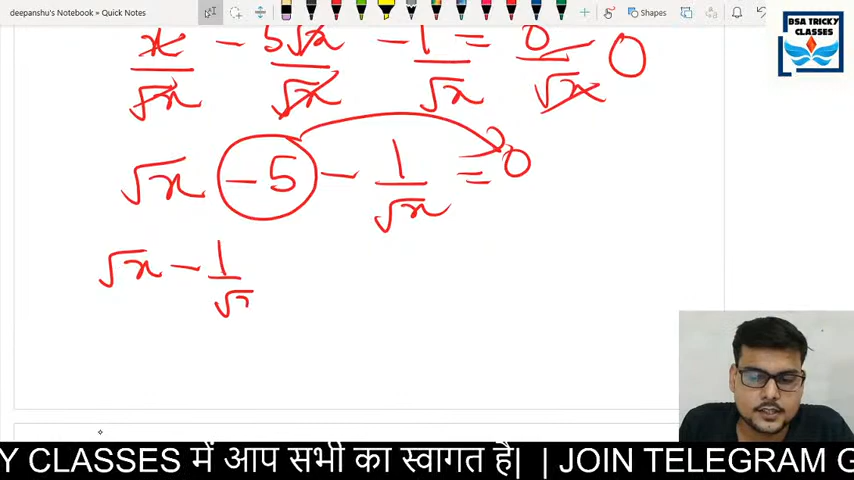 deepanshu's Notebook » Quick Notes
Shapes
DSA TRICKY
CLASSES
x/√x - 5√x/√x - 1/√x = 0/√x 0
√x - 5 - 1/√x = 0
√x - 1/√x
Y CLASSES में आप सभी का स्वागत है| | JOIN TELEGRAM G